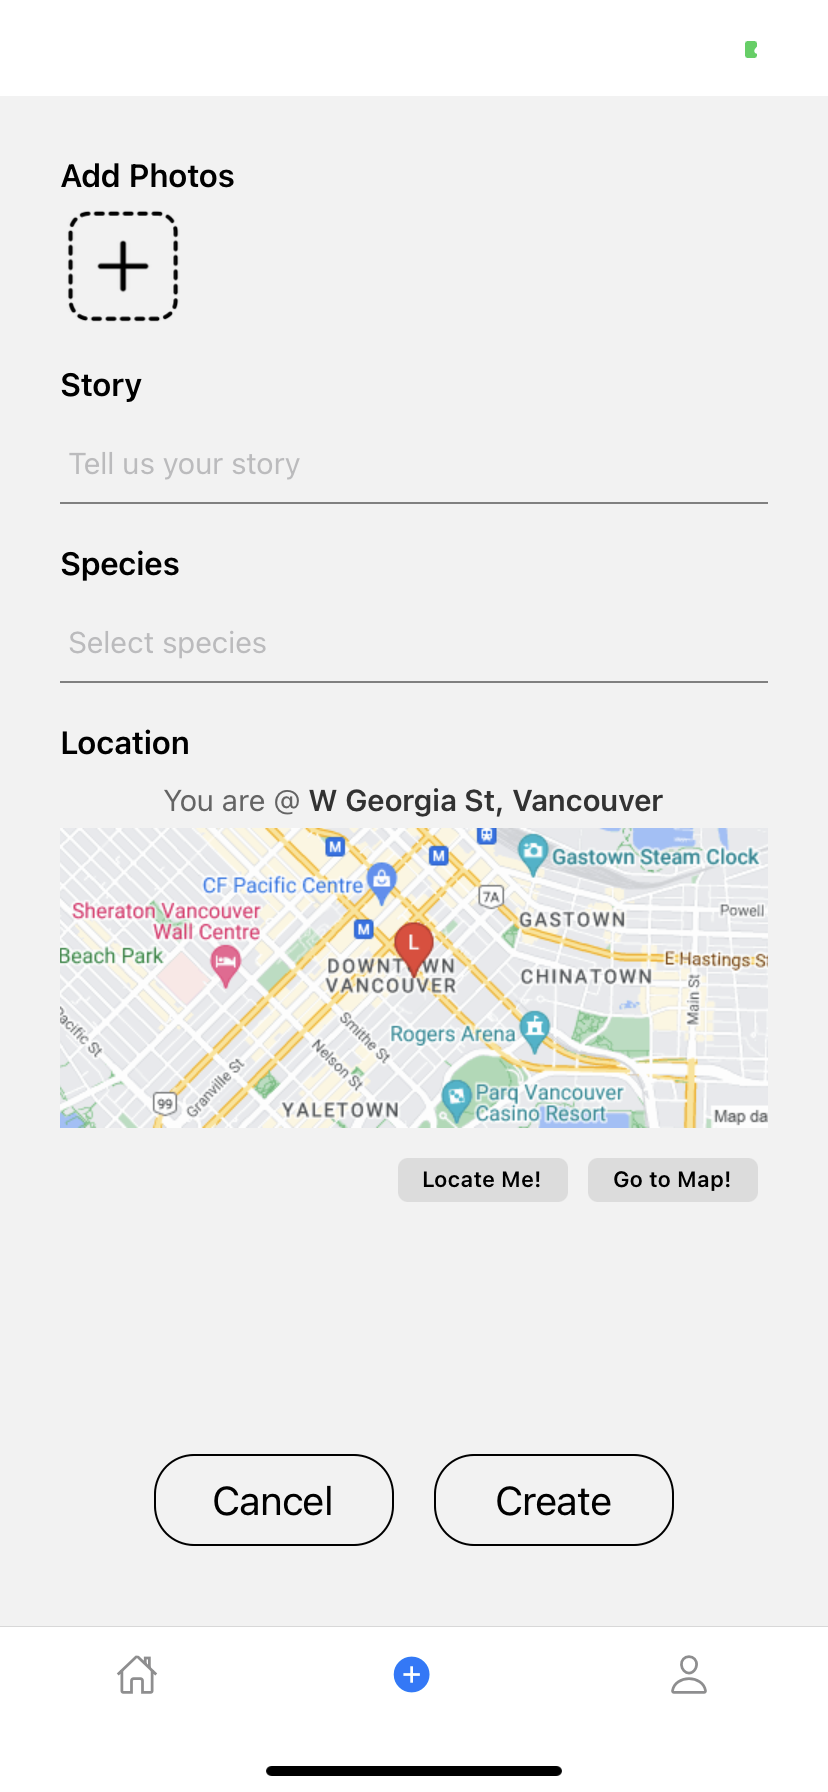 Add Photos
Story
Tell us your story
Species
Select species
Location
You are @ W Georgia St, Vancouver
M
M
Gastown Steam Clock
CF Pacific Centre
7A
Sheraton Vancouver
Wall Centre
Powell
GASTOWN
M
L
Beach Park
E Hastings St
DOWNTOWN
VANCOUVER
CHINATOWN
Main St
Pacific St
Smithe St
Rogers Arena
Nelson St
Granville St
99
YALETOWN
Parq Vancouver
Casino Resort
Map da
Locate Me!
Go to Map!
Cancel
Create